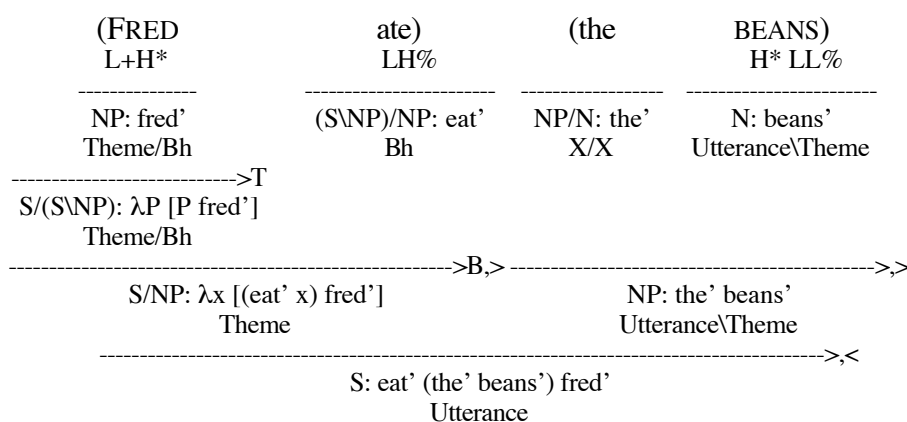 (FRED ate) (the BEANS)
L+H* LH% H* LL%
--------------- ------------------------ ------------------ ------------------------
NP: fred’ (S\NP)/NP: eat’ NP/N: the’ N: beans’
Theme/Bh Bh X/X Utterance\Theme
---------------------------->T
S/(S\NP): λP [P fred’]
Theme/Bh
-------------------------------------------------------->B,> ---------------------------------------------->,>
S/NP: λx [(eat’ x) fred’] NP: the’ beans’
Theme Utterance\Theme
------------------------------------------------------------------------------------------->,<
S: eat’ (the’ beans’) fred’
Utterance